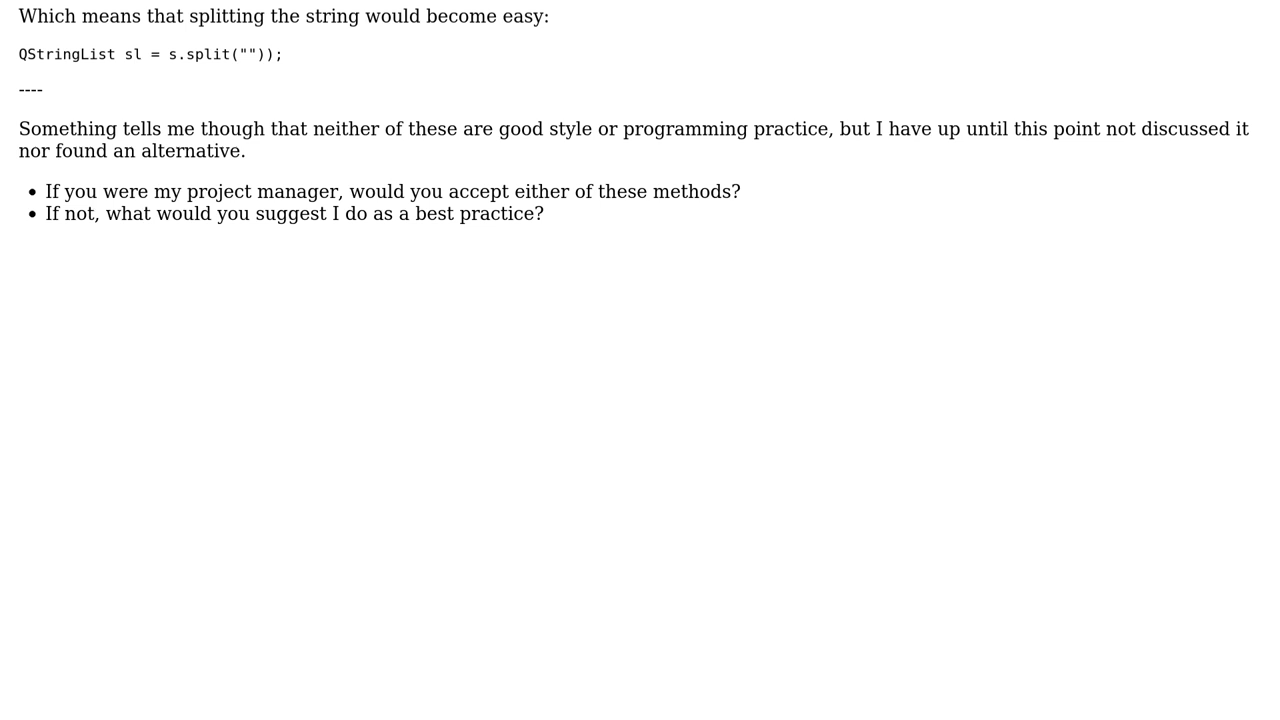 Which means that splitting the string would become easy:
QStringList sl = s.split(""));
----
Something tells me though that neither of these are good style or programming practice, but I have up until this point not discussed it
nor found an alternative.
• If you were my project manager, would you accept either of these methods?
• If not, what would you suggest I do as a best practice?